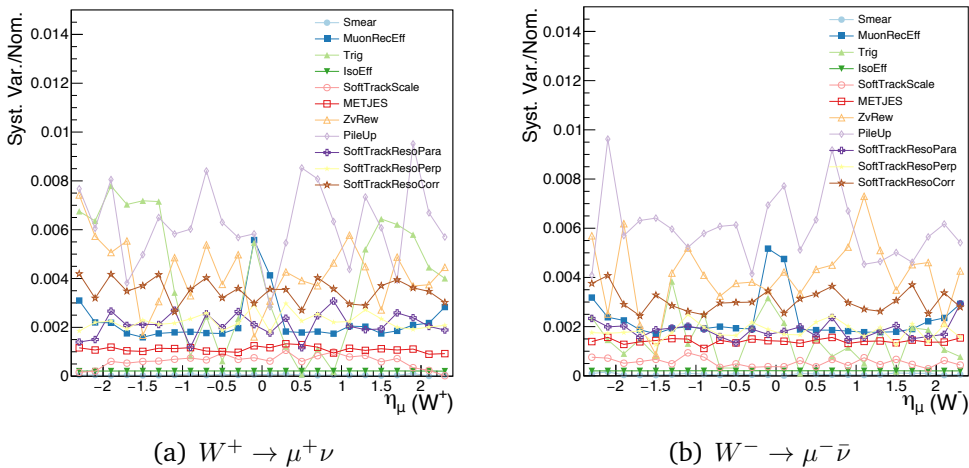 Syst. Var./Nom.
0.014
0.012
0.01
0.008
0.006
0.004
0.002
0
−2 −1.5 −1 −0.5 0 0.5 1 1.5 2
η_μ (W⁺)
Smear
MuonRecEff
Trig
IsoEff
SoftTrackScale
METJES
ZvRew
PileUp
SoftTrackResoPara
SoftTrackResoPerp
SoftTrackResoCorr
(a) W⁺ → μ⁺ν
Syst. Var./Nom.
0.014
0.012
0.01
0.008
0.006
0.004
0.002
0
−2 −1.5 −1 −0.5 0 0.5 1 1.5 2
η_μ (W⁻)
Smear
MuonRecEff
Trig
IsoEff
SoftTrackScale
METJES
ZvRew
PileUp
SoftTrackResoPara
SoftTrackResoPerp
SoftTrackResoCorr
(b) W⁻ → μ⁻ν̄